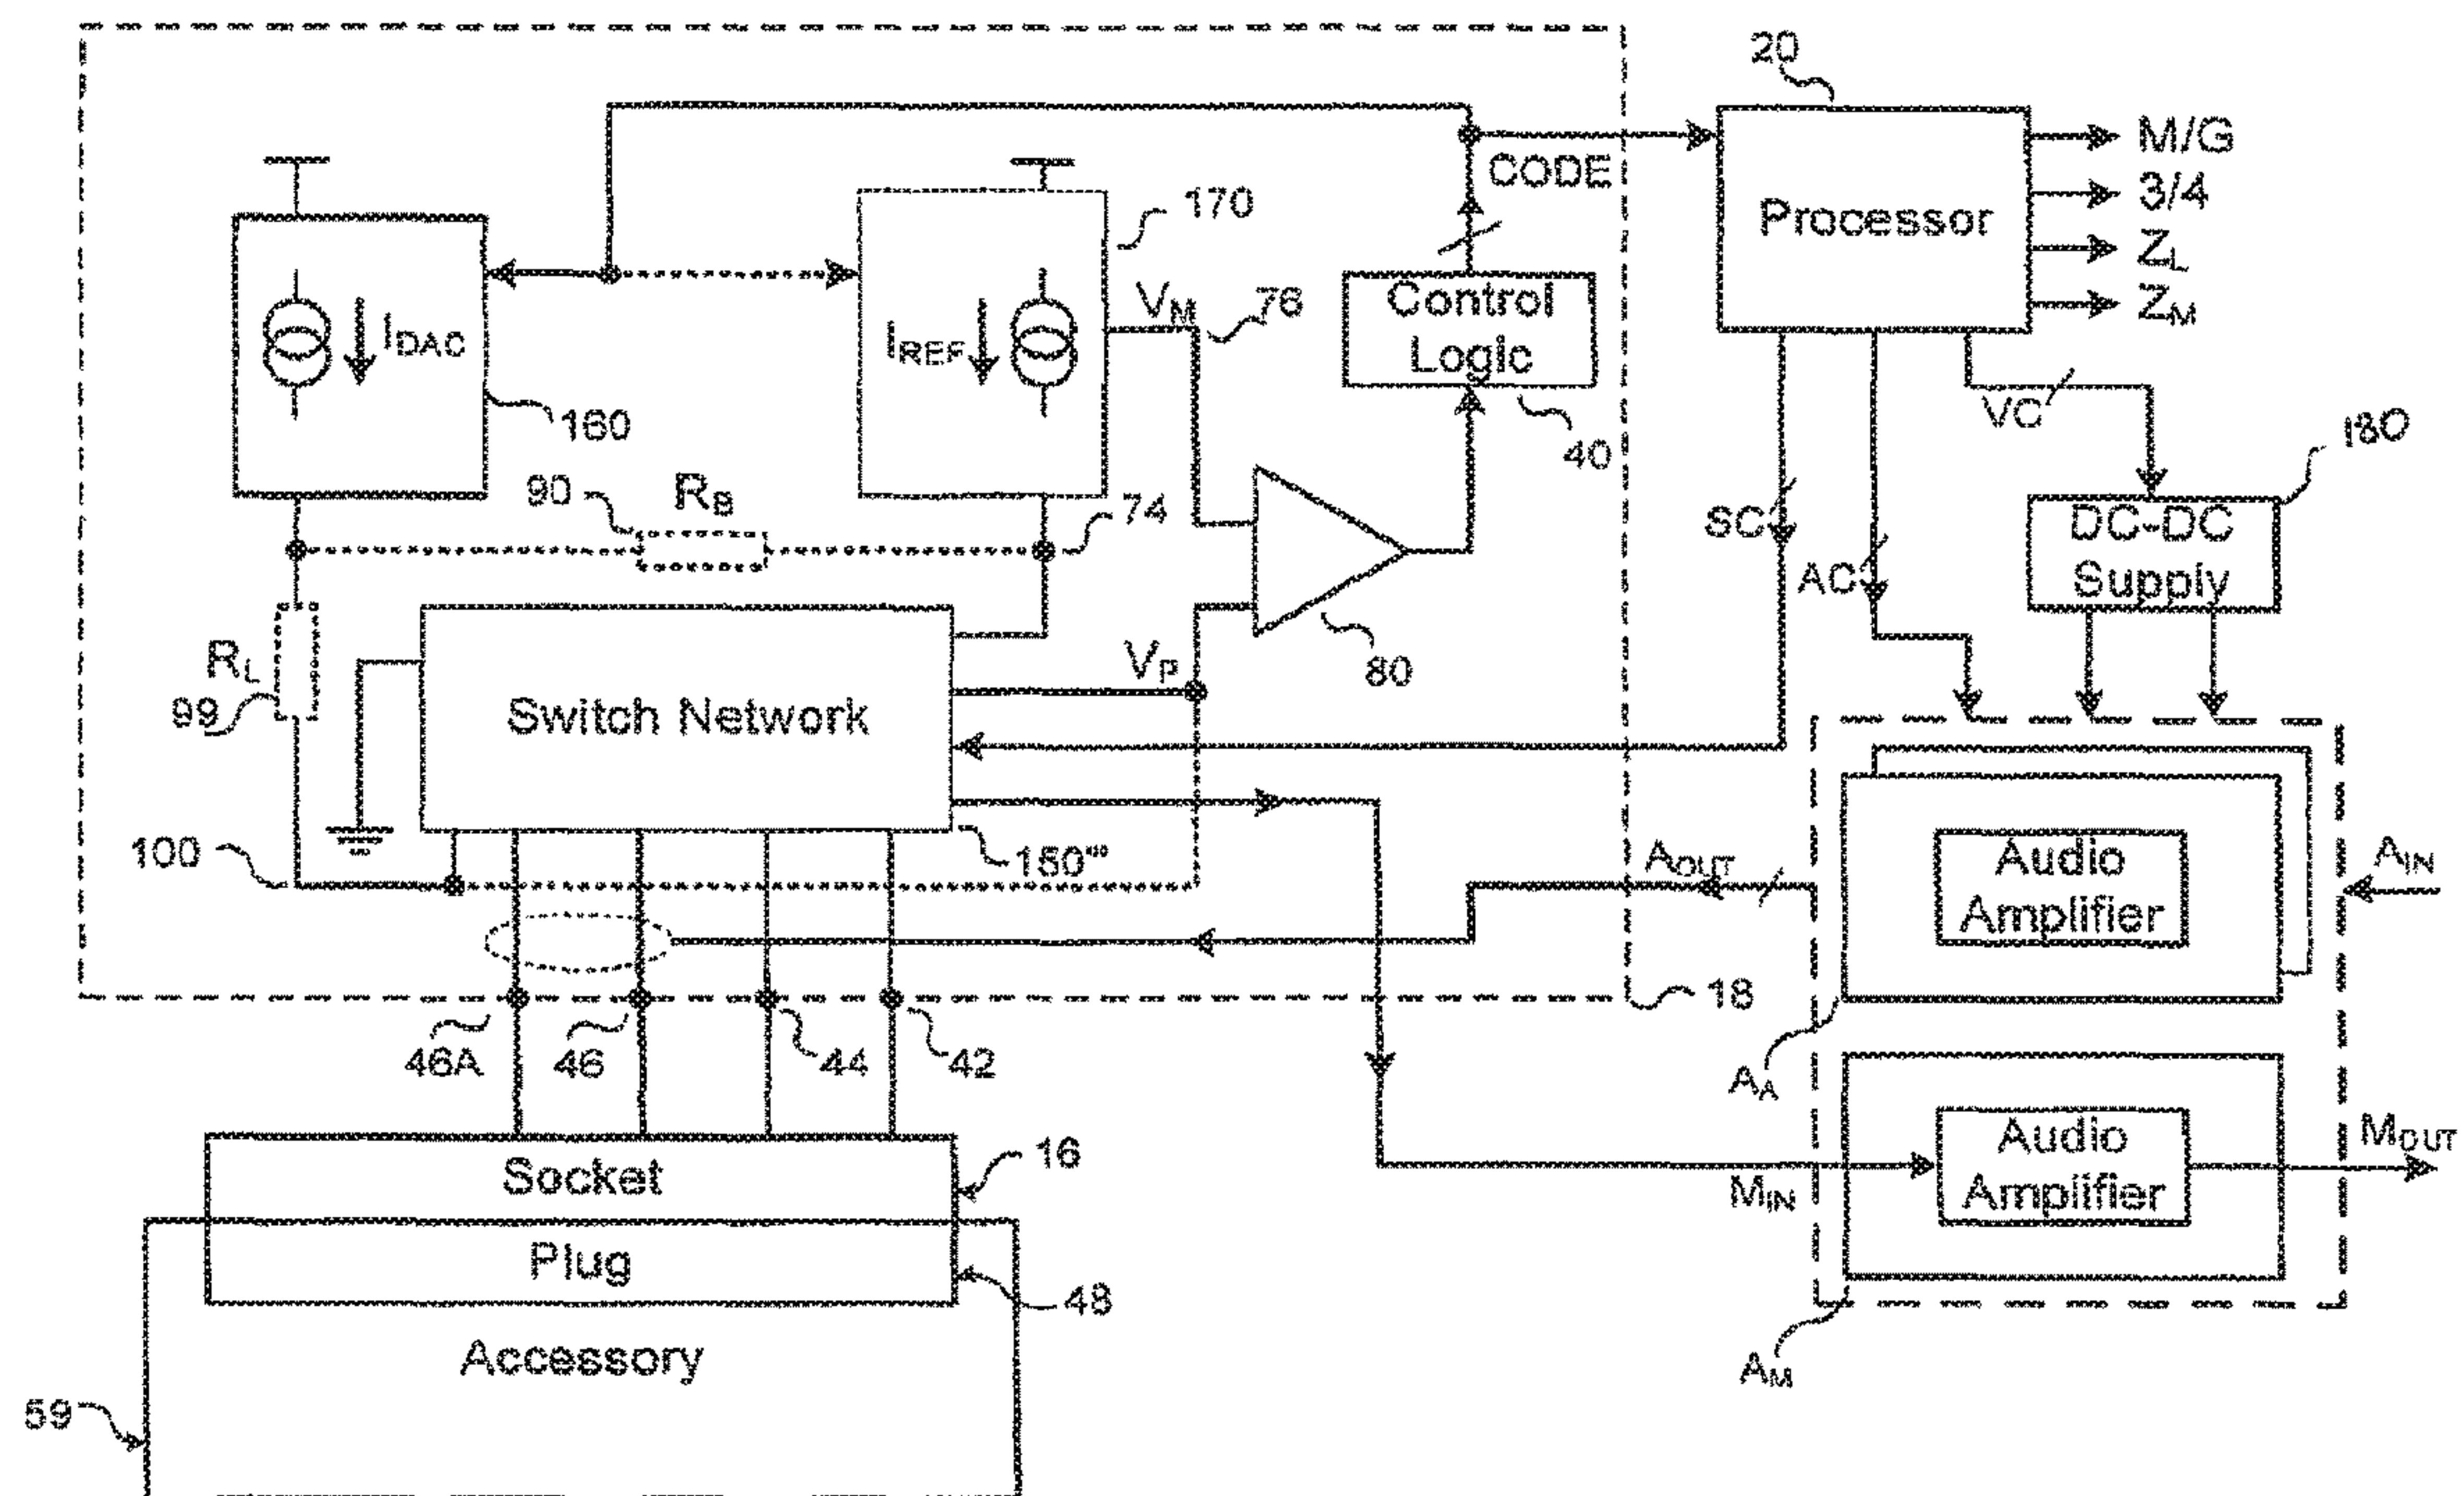 20
M/G
3/4
ZL
ZM
Processor
CODE
170
VM
76
Control
Logic
40
IDAC
IREF
160
VC
180
DC-DC
Supply
SC
AC
90
RB
74
80
RL
99
Switch Network
VP
150'''
100
AOUT
AIN
Audio
Amplifier
18
46A
46
44
42
AA
16
Socket
Plug
48
MIN
Audio
Amplifier
MOUT
AM
Accessory
59